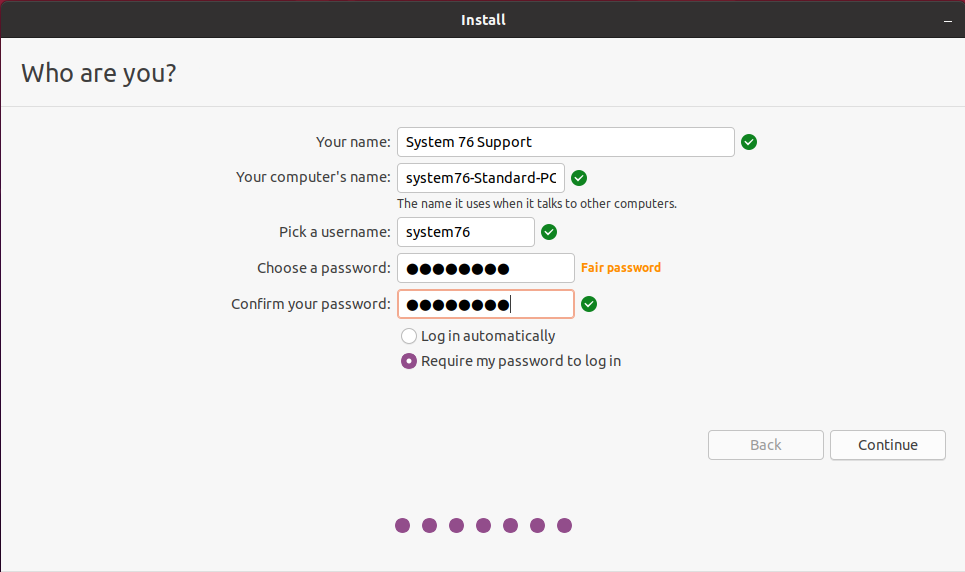 Install
Who are you?
Your name: System 76 Support
Your computer's name: system76-Standard-PC
The name it uses when it talks to other computers.
Pick a username: system76
Choose a password: ●●●●●●●● Fair password
Confirm your password: ●●●●●●●●
Log in automatically
Require my password to log in
Back Continue